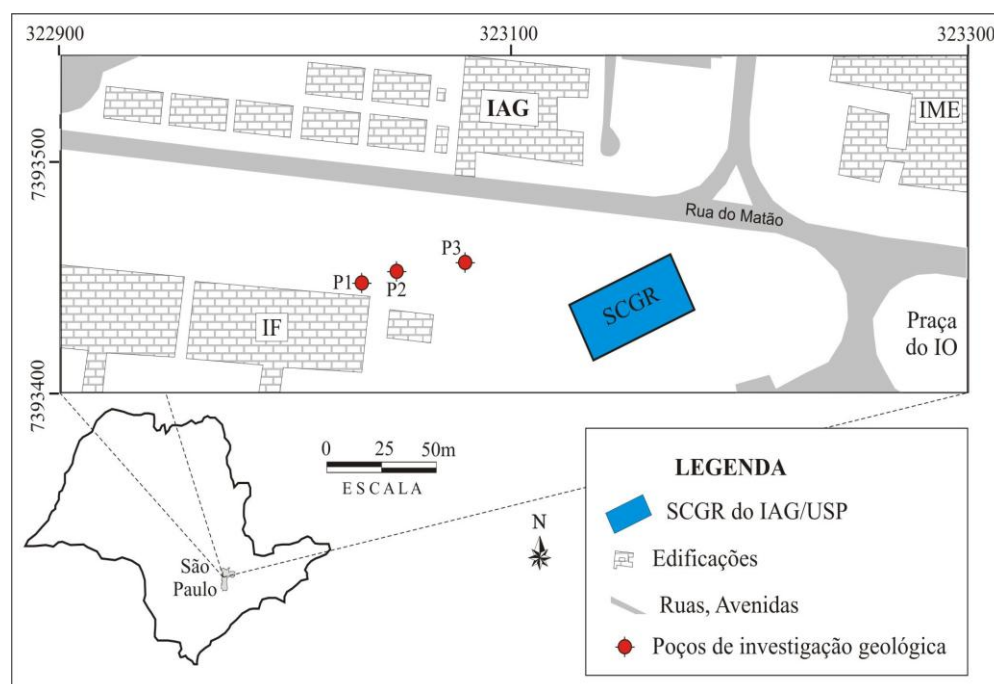 322900
323100
323300
7393500
7393400
IAG
IME
Rua do Matão
P1
P2
P3
IF
SCGR
Praça
do IO
0 25 50m
ESCALA
N
São
Paulo
LEGENDA
SCGR do IAG/USP
Edificações
Ruas, Avenidas
Poços de investigação geológica